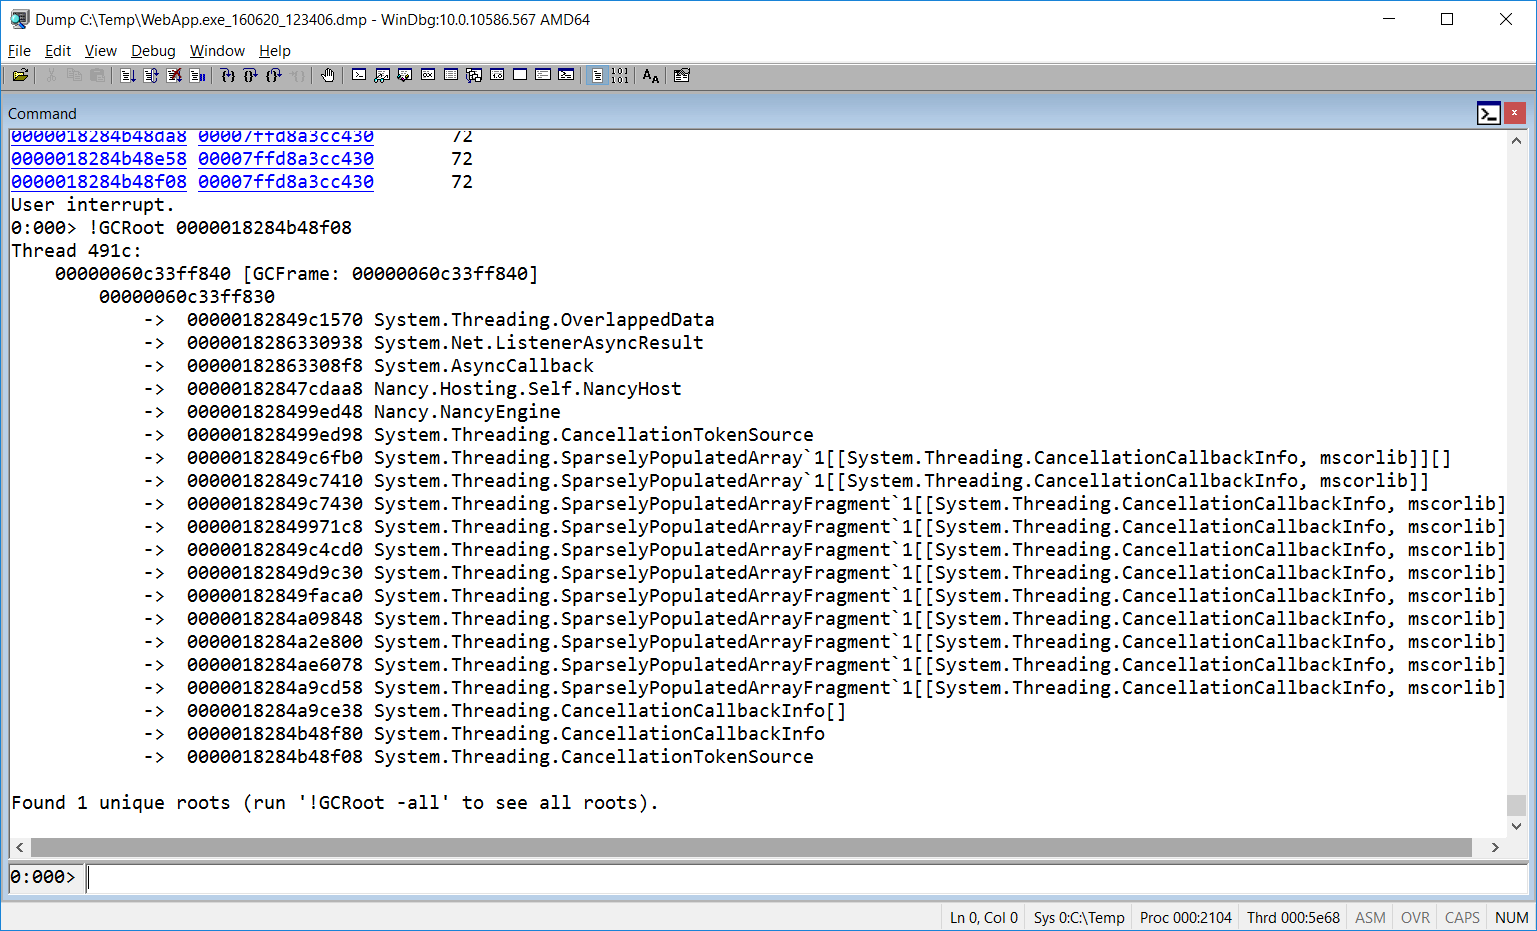 Dump C:\Temp\WebApp.exe_160620_123406.dmp - WinDbg:10.0.10586.567 AMD64
File Edit View Debug Window Help
Command
0000018284b48da8 00007ffd8a3cc430 72
0000018284b48e58 00007ffd8a3cc430 72
0000018284b48f08 00007ffd8a3cc430 72
User interrupt.
0:000> !GCRoot 0000018284b48f08
Thread 491c:
00000060c33ff840 [GCFrame: 00000060c33ff840]
00000060c33ff830
-> 00000182849c1570 System.Threading.OverlappedData
-> 0000018286330938 System.Net.ListenerAsyncResult
-> 00000182863308f8 System.AsyncCallback
-> 00000182847cdaa8 Nancy.Hosting.Self.NancyHost
-> 000001828499ed48 Nancy.NancyEngine
-> 000001828499ed98 System.Threading.CancellationTokenSource
-> 00000182849c6fb0 System.Threading.SparselyPopulatedArray`1[[System.Threading.CancellationCallbackInfo, mscorlib]][]
-> 00000182849c7410 System.Threading.SparselyPopulatedArray`1[[System.Threading.CancellationCallbackInfo, mscorlib]]
-> 00000182849c7430 System.Threading.SparselyPopulatedArrayFragment`1[[System.Threading.CancellationCallbackInfo, mscorlib]
-> 00000182849971c8 System.Threading.SparselyPopulatedArrayFragment`1[[System.Threading.CancellationCallbackInfo, mscorlib]
-> 00000182849c4cd0 System.Threading.SparselyPopulatedArrayFragment`1[[System.Threading.CancellationCallbackInfo, mscorlib]
-> 00000182849d9c30 System.Threading.SparselyPopulatedArrayFragment`1[[System.Threading.CancellationCallbackInfo, mscorlib]
-> 00000182849faca0 System.Threading.SparselyPopulatedArrayFragment`1[[System.Threading.CancellationCallbackInfo, mscorlib]
-> 0000018284a09848 System.Threading.SparselyPopulatedArrayFragment`1[[System.Threading.CancellationCallbackInfo, mscorlib]
-> 0000018284a2e800 System.Threading.SparselyPopulatedArrayFragment`1[[System.Threading.CancellationCallbackInfo, mscorlib]
-> 0000018284ae6078 System.Threading.SparselyPopulatedArrayFragment`1[[System.Threading.CancellationCallbackInfo, mscorlib]
-> 0000018284a9cd58 System.Threading.SparselyPopulatedArrayFragment`1[[System.Threading.CancellationCallbackInfo, mscorlib]
-> 0000018284a9ce38 System.Threading.CancellationCallbackInfo[]
-> 0000018284b48f80 System.Threading.CancellationCallbackInfo
-> 0000018284b48f08 System.Threading.CancellationTokenSource
Found 1 unique roots (run '!GCRoot -all' to see all roots).
0:000>
Ln 0, Col 0 Sys 0:C:\Temp Proc 000:2104 Thrd 000:5e68 ASM OVR CAPS NUM